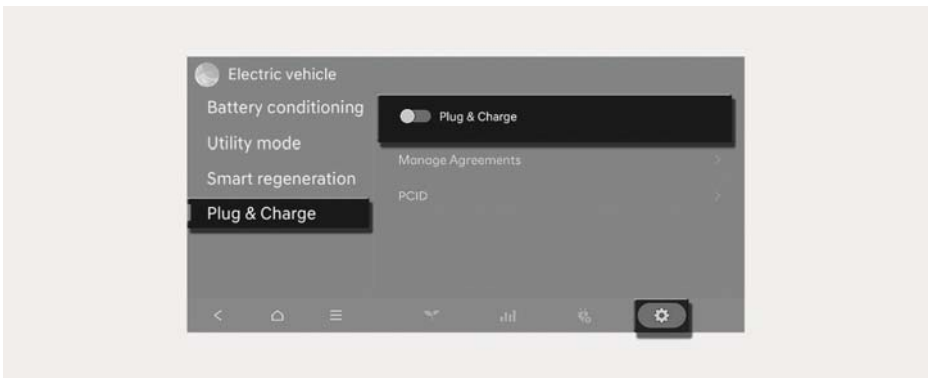 Electric vehicle
Battery conditioning
Utility mode
Smart regeneration
Plug & Charge
Plug & Charge
Manage Agreements
PCID